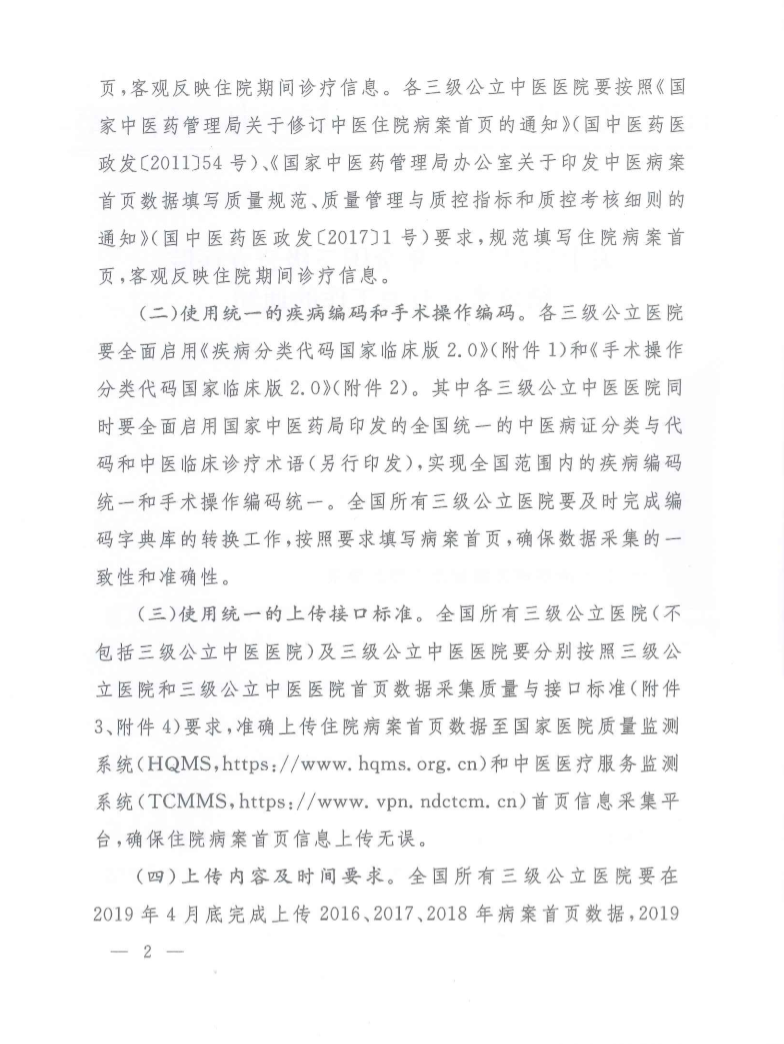 页,客观反映住院期间诊疗信息。各三级公立中医医院要按照《国
家中医药管理局关于修订中医住院病案首页的通知》(国中医药医
政发〔2011〕54 号)、《国家中医药管理局办公室关于印发中医病案
首页数据填写质量规范、质量管理与质控指标和质控考核细则的
通知》(国中医药医政发〔2017〕1 号)要求,规范填写住院病案首
页,客观反映住院期间诊疗信息。
(二)使用统一的疾病编码和手术操作编码。各三级公立医院
要全面启用《疾病分类代码国家临床版 2.0》(附件 1)和《手术操作
分类代码国家临床版 2.0》(附件 2)。其中各三级公立中医医院同
时要全面启用国家中医药局印发的全国统一的中医病证分类与代
码和中医临床诊疗术语(另行印发),实现全国范围内的疾病编码
统一和手术操作编码统一。全国所有三级公立医院要及时完成编
码字典库的转换工作,按照要求填写病案首页,确保数据采集的一
致性和准确性。
(三)使用统一的上传接口标准。全国所有三级公立医院(不
包括三级公立中医医院)及三级公立中医医院要分别按照三级公
立医院和三级公立中医医院首页数据采集质量与接口标准(附件
3、附件 4)要求,准确上传住院病案首页数据至国家医院质量监测
系统(HQMS,https://www.hqms.org.cn)和中医医疗服务监测
系统(TCMMS,https://www.vpn.ndctcm.cn)首页信息采集平
台,确保住院病案首页信息上传无误。
(四)上传内容及时间要求。全国所有三级公立医院要在
2019 年 4 月底完成上传 2016、2017、2018 年病案首页数据,2019
— 2 —